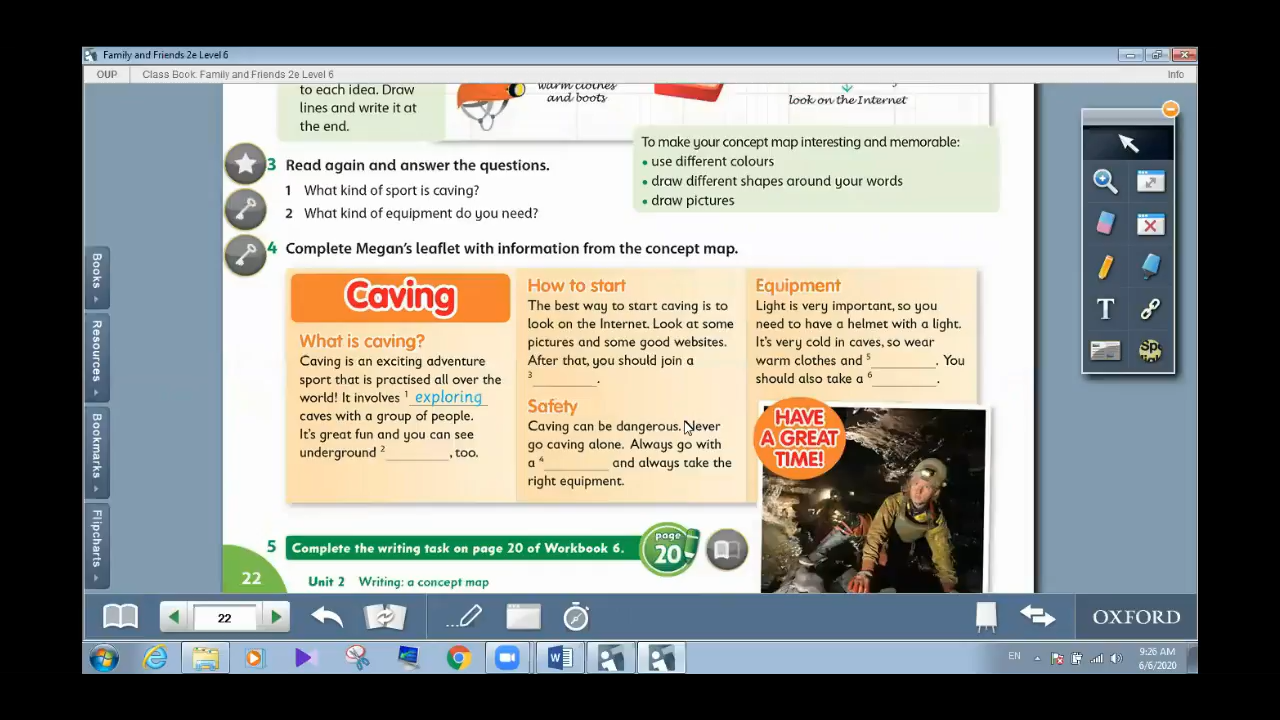 Family and Friends 2e Level 6
OUP
Class Book: Family and Friends 2e Level 6
Info
to each idea. Draw
lines and write it at
the end.
warm clothes
and boots
look on the Internet
To make your concept map interesting and memorable:
• use different colours
• draw different shapes around your words
• draw pictures
3 Read again and answer the questions.
1 What kind of sport is caving?
2 What kind of equipment do you need?
4 Complete Megan's leaflet with information from the concept map.
Caving
What is caving?
Caving is an exciting adventure
sport that is practised all over the
world! It involves 1 exploring
caves with a group of people.
It's great fun and you can see
underground 2 ________, too.
How to start
The best way to start caving is to
look on the Internet. Look at some
pictures and some good websites.
After that, you should join a
3 ________.
Safety
Caving can be dangerous. Never
go caving alone. Always go with
a 4 ________ and always take the
right equipment.
Equipment
Light is very important, so you
need to have a helmet with a light.
It's very cold in caves, so wear
warm clothes and 5 ________. You
should also take a 6 ________.
HAVE
A GREAT
TIME!
5 Complete the writing task on page 20 of Workbook 6.
page
20
22
Unit 2 Writing: a concept map
Books
Resources
Bookmarks
Flipcharts
T
Sp
22
OXFORD
EN
9:26 AM
6/6/2020